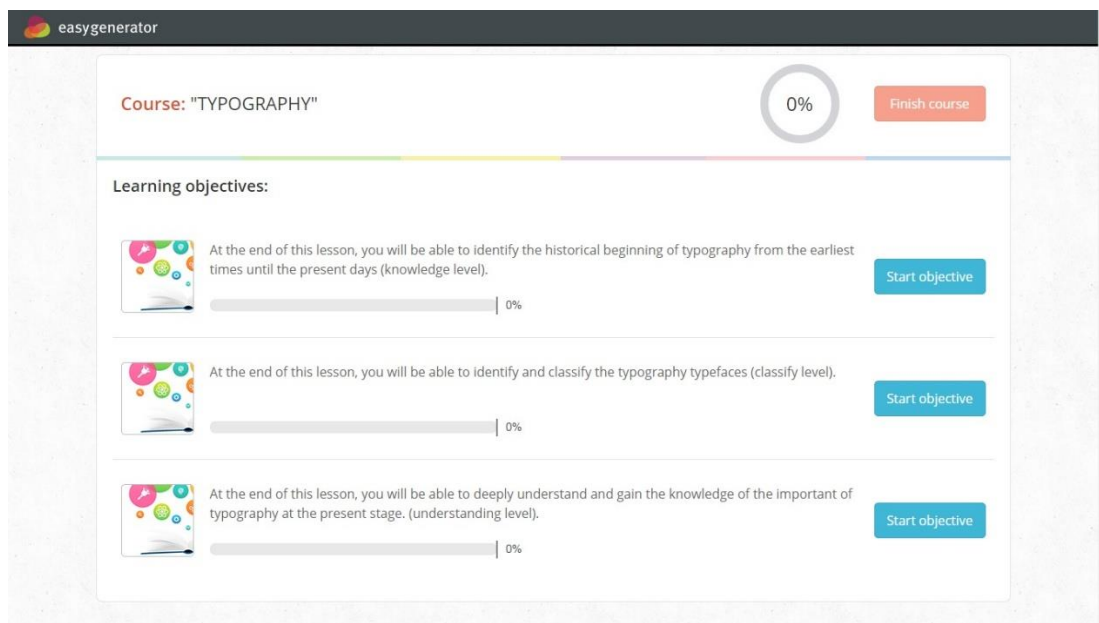 easygenerator
Course: "TYPOGRAPHY"
0%
Finish course
Learning objectives:
At the end of this lesson, you will be able to identify the historical beginning of typography from the earliest
times until the present days (knowledge level).
Start objective
0%
At the end of this lesson, you will be able to identify and classify the typography typefaces (classify level).
Start objective
0%
At the end of this lesson, you will be able to deeply understand and gain the knowledge of the important of
typography at the present stage. (understanding level).
Start objective
0%